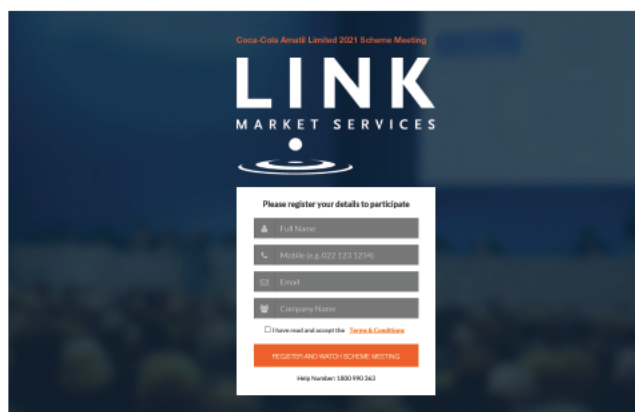 Coca-Cola Amatil Limited 2021 Scheme Meeting
LINK
MARKET SERVICES
Please register your details to participate
Full Name
Mobile (e.g. 022 123 1234)
Email
Company Name
I have read and accept the Terms & Conditions
REGISTER AND WATCH SCHEME MEETING
Help Number: 1800 990 363